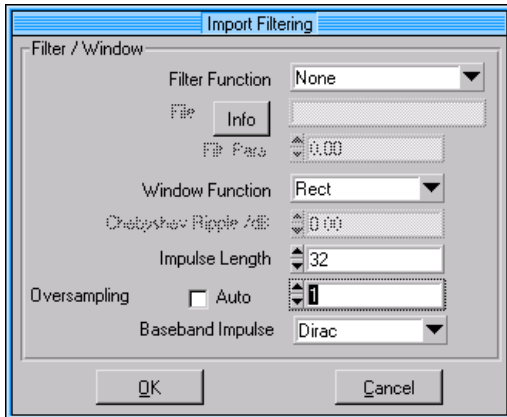 Import Filtering
Filter / Window
Filter Function None
File Info
Filt Para 0.00
Window Function Rect
Chebyshev Ripple /dB 0.00
Impulse Length 32
Oversampling Auto 1
Baseband Impulse Dirac
OK Cancel